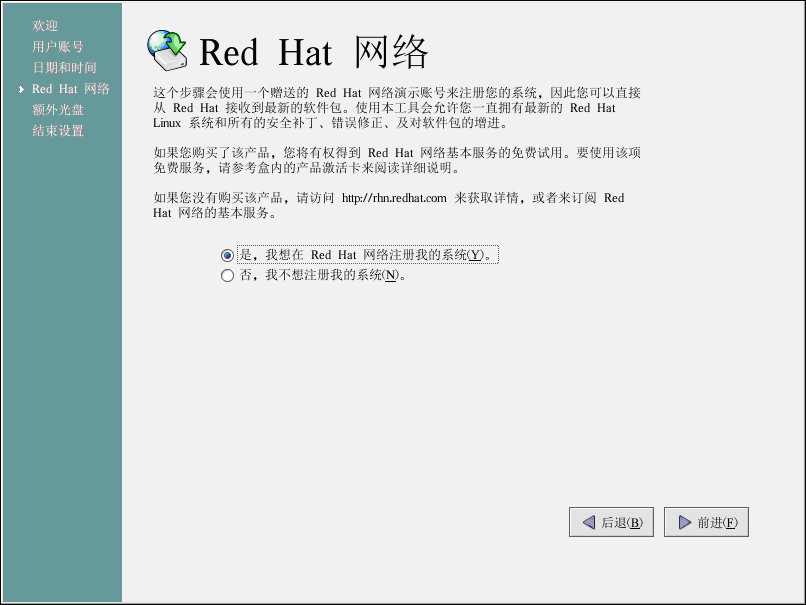 欢迎
用户账号
日期和时间
Red Hat 网络
额外光盘
结束设置
Red Hat 网络
这个步骤会使用一个赠送的 Red Hat 网络演示账号来注册您的系统，因此您可以直接
从 Red Hat 接收到最新的软件包。使用本工具会允许您一直拥有最新的 Red Hat
Linux 系统和所有的安全补丁、错误修正、及对软件包的增进。
如果您购买了该产品，您将有权得到 Red Hat 网络基本服务的免费试用。要使用该项
免费服务，请参考盒内的产品激活卡来阅读详细说明。
如果您没有购买该产品，请访问 http://rhn.redhat.com 来获取详情，或者来订阅 Red
Hat 网络的基本服务。
是，我想在 Red Hat 网络注册我的系统(Y)。
否，我不想注册我的系统(N)。
后退(B)
前进(F)